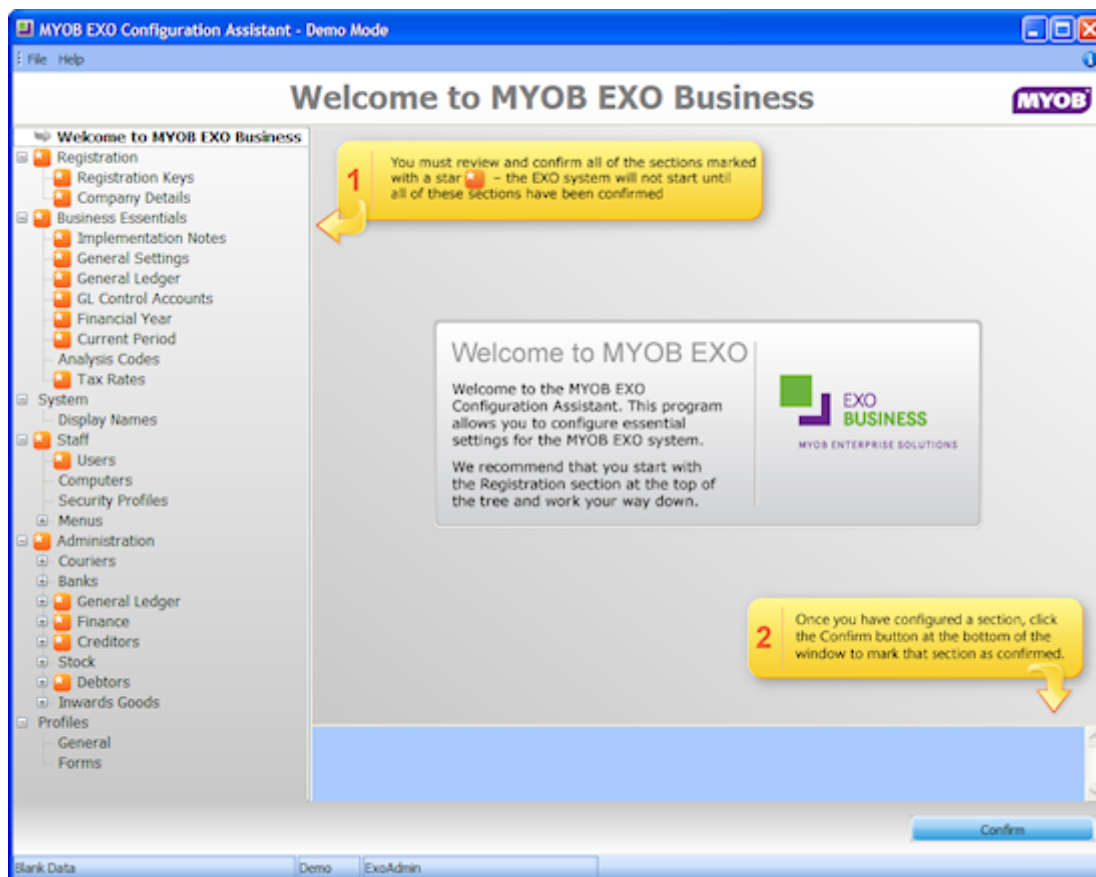 MYOB EXO Configuration Assistant - Demo Mode
File Help
Welcome to MYOB EXO Business
MYOB
Welcome to MYOB EXO Business
Registration
Registration Keys
Company Details
Business Essentials
Implementation Notes
General Settings
General Ledger
GL Control Accounts
Financial Year
Current Period
Analysis Codes
Tax Rates
System
Display Names
Staff
Users
Computers
Security Profiles
Menus
Administration
Couriers
Banks
General Ledger
Finance
Creditors
Stock
Debtors
Inwards Goods
Profiles
General
Forms
1
You must review and confirm all of the sections marked
with a star – the EXO system will not start until
all of these sections have been confirmed
Welcome to MYOB EXO
Welcome to the MYOB EXO
Configuration Assistant. This program
allows you to configure essential
settings for the MYOB EXO system.
We recommend that you start with
the Registration section at the top of
the tree and work your way down.
EXO
BUSINESS
MYOB ENTERPRISE SOLUTIONS
2
Once you have configured a section, click
the Confirm button at the bottom of the
window to mark that section as confirmed.
Confirm
Blank Data Demo ExoAdmin